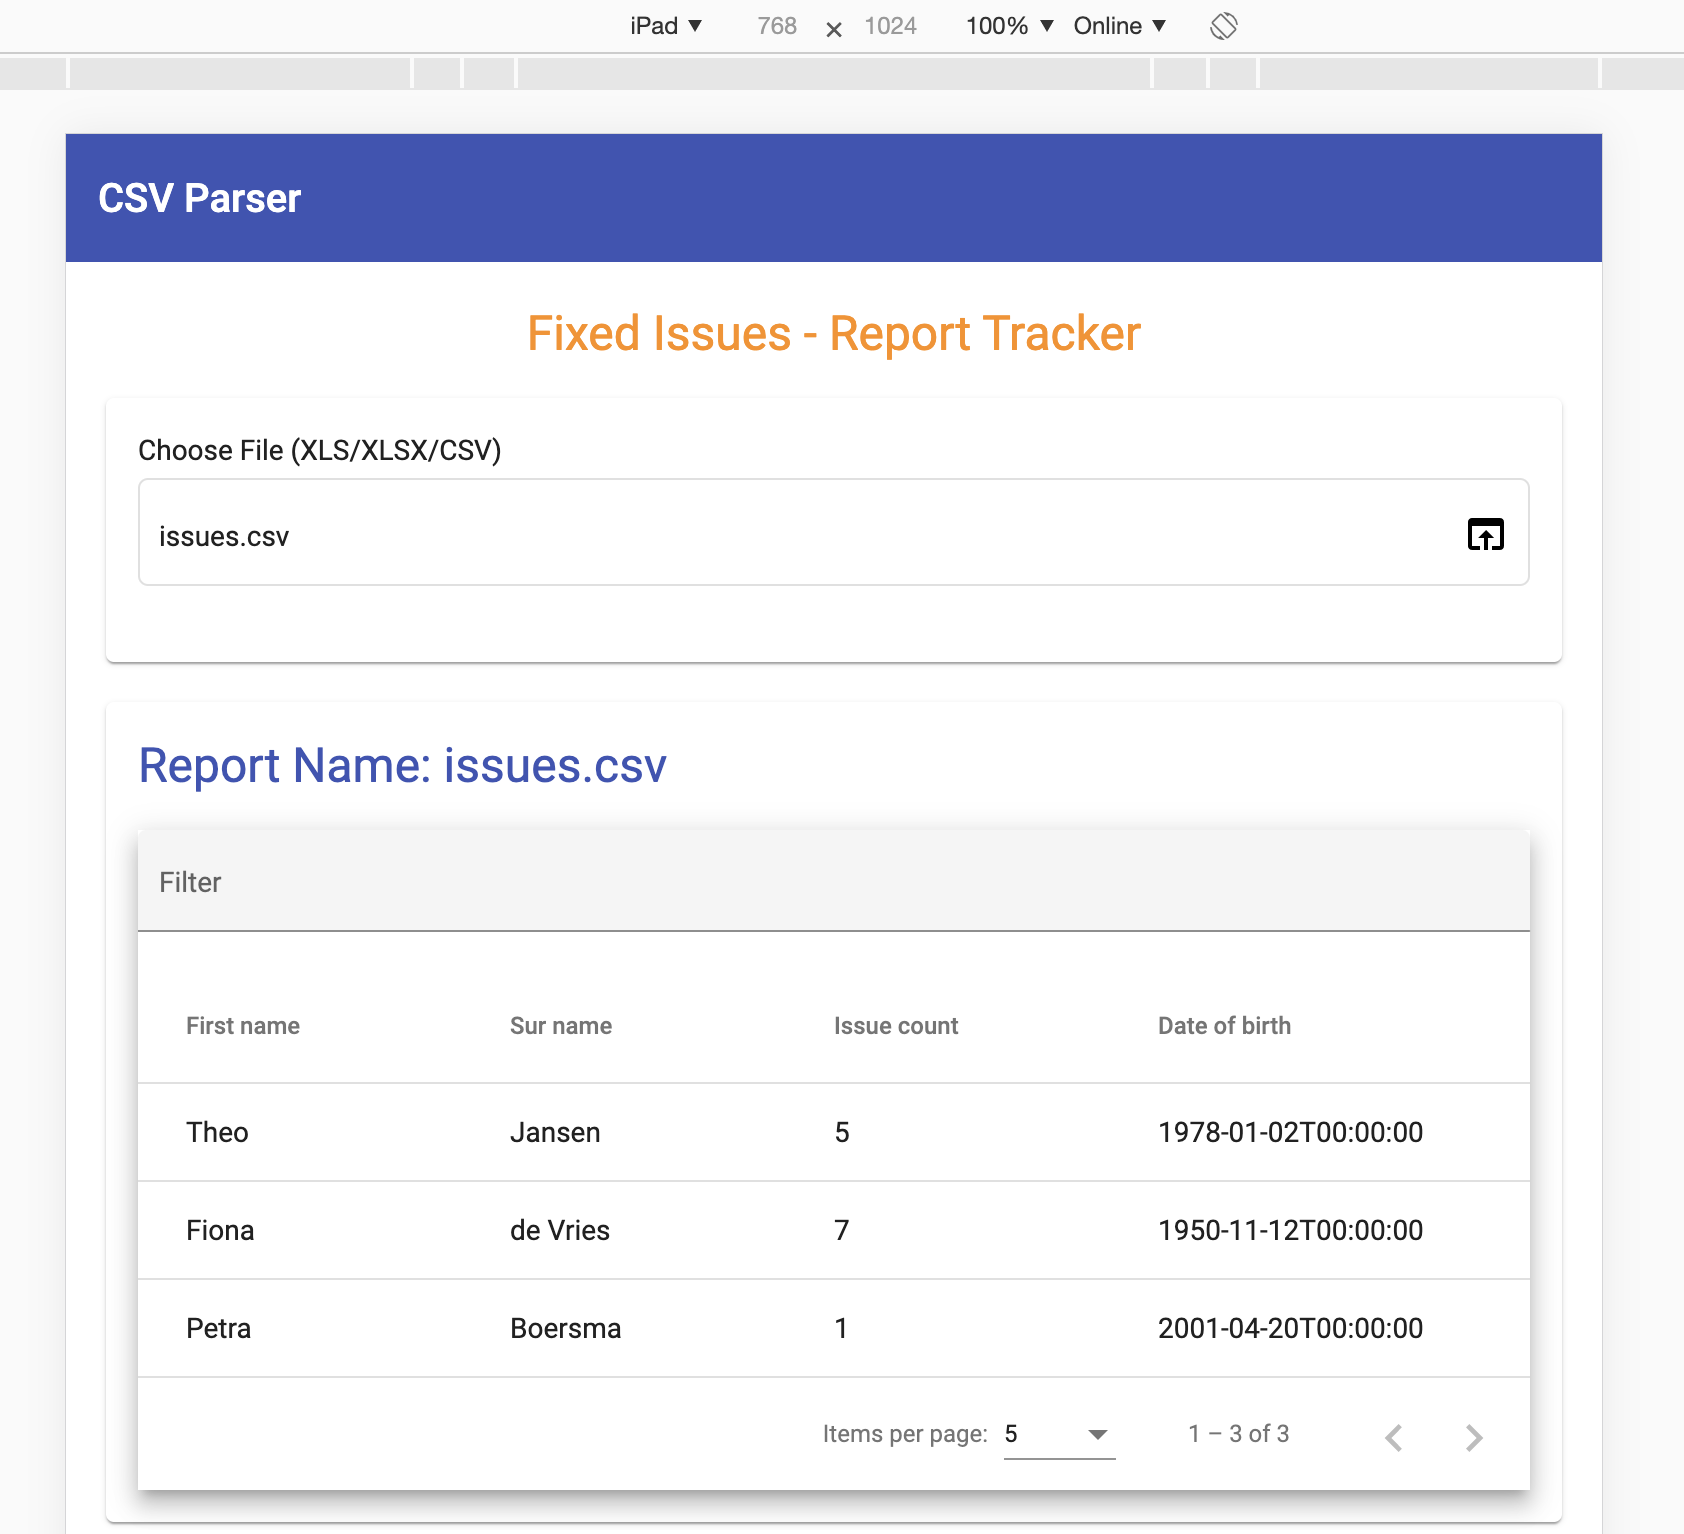 iPad ▼ 768 × 1024 100% ▼ Online ▼
CSV Parser
Fixed Issues - Report Tracker
Choose File (XLS/XLSX/CSV)
issues.csv
Report Name: issues.csv
Filter
First name Sur name Issue count Date of birth
Theo Jansen 5 1978-01-02T00:00:00
Fiona de Vries 7 1950-11-12T00:00:00
Petra Boersma 1 2001-04-20T00:00:00
Items per page: 5 1 – 3 of 3